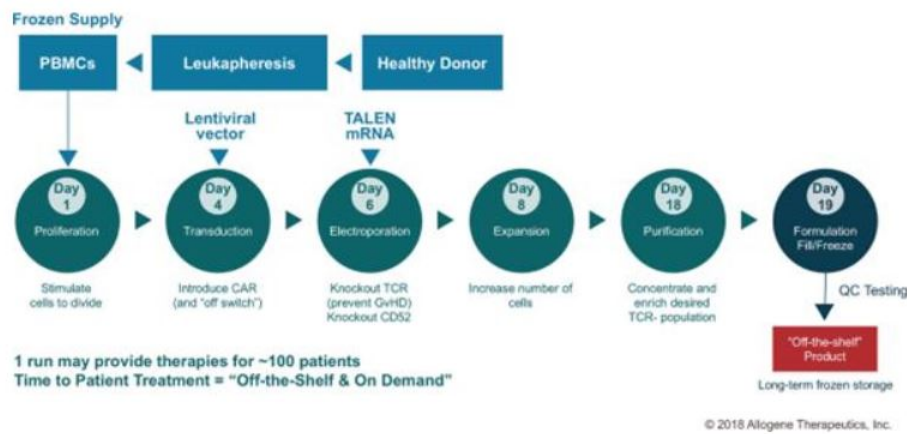 Frozen Supply
PBMCs
Leukapheresis
Healthy Donor
Lentiviral
vector
TALEN
mRNA
Day
1
Proliferation
Day
4
Transduction
Day
6
Electroporation
Day
8
Expansion
Day
18
Purification
Day
19
Formulation
Fill/Freeze
Stimulate
cells to divide
Introduce CAR
(and "off switch")
Knockout TCR
(prevent GvHD)
Knockout CD52
Increase number of
cells
Concentrate and
enrich desired
TCR- population
QC Testing
"Off-the-shelf"
Product
Long-term frozen storage
1 run may provide therapies for ~100 patients
Time to Patient Treatment = "Off-the-Shelf & On Demand"
© 2018 Allogene Therapeutics, Inc.